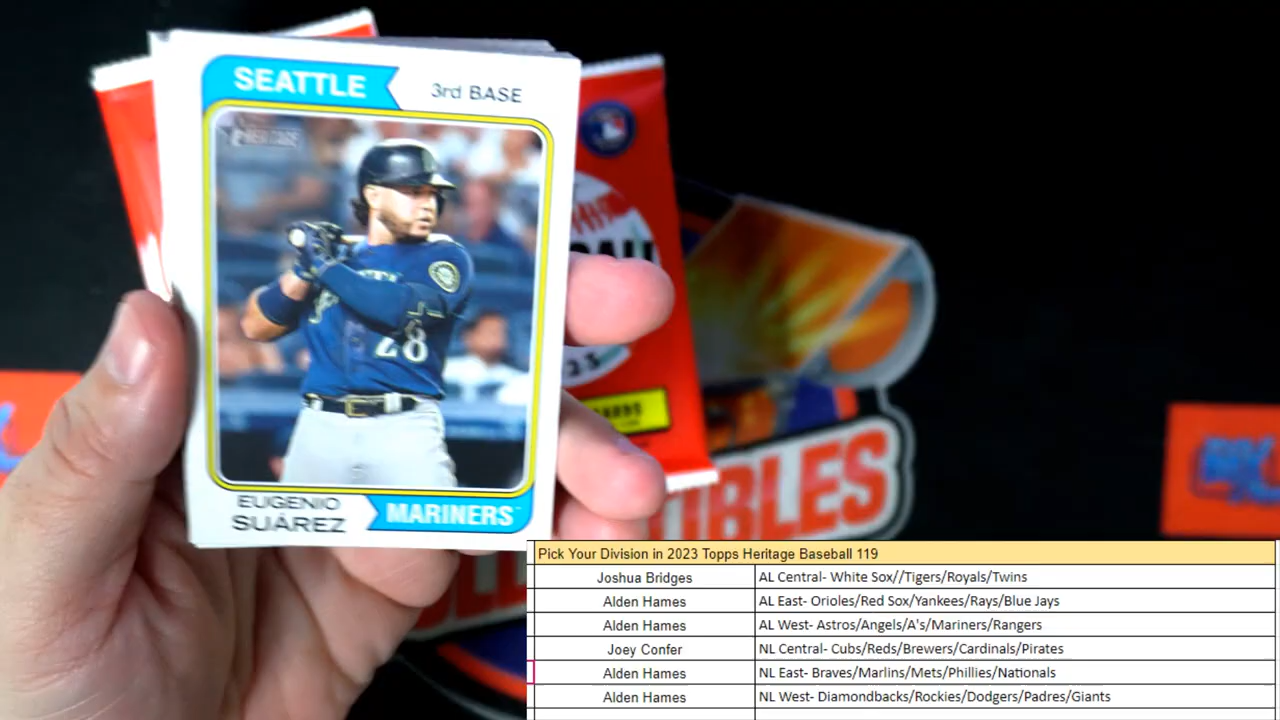 SEATTLE
3rd BASE
HERITAGE
28
EUGENIO
SUÁREZ
MARINERS
IBLES
Pick Your Division in 2023 Topps Heritage Baseball 119
Joshua Bridges AL Central- White Sox//Tigers/Royals/Twins
Alden Hames AL East- Orioles/Red Sox/Yankees/Rays/Blue Jays
Alden Hames AL West- Astros/Angels/A's/Mariners/Rangers
Joey Confer NL Central- Cubs/Reds/Brewers/Cardinals/Pirates
Alden Hames NL East- Braves/Marlins/Mets/Phillies/Nationals
Alden Hames NL West- Diamondbacks/Rockies/Dodgers/Padres/Giants